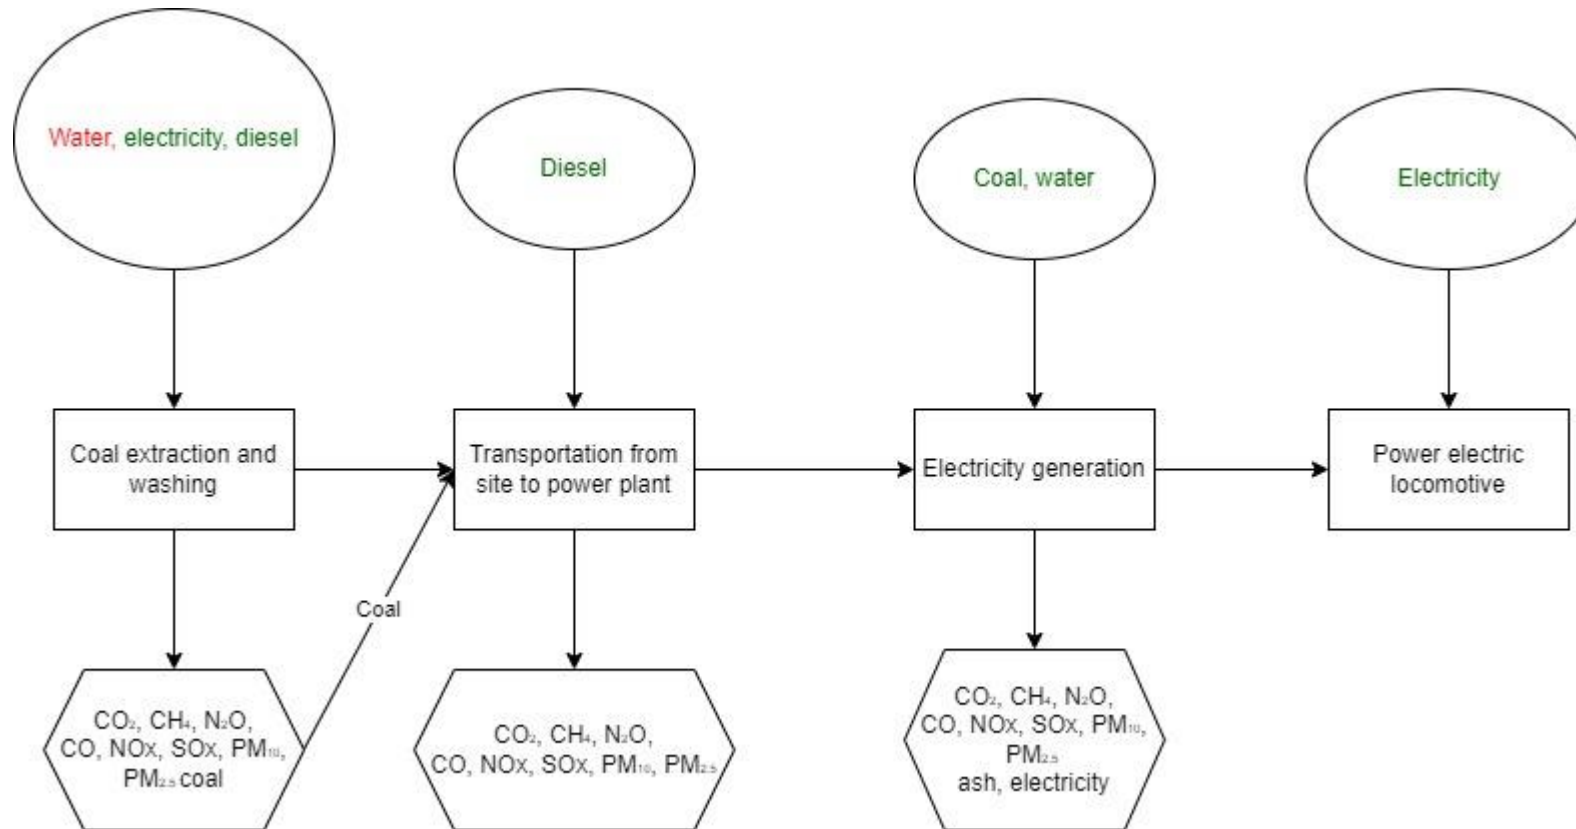 Water, electricity, diesel
Diesel
Coal, water
Electricity
Coal extraction and
washing
Transportation from
site to power plant
Electricity generation
Power electric
locomotive
Coal
CO₂, CH₄, N₂O,
CO, NOX, SOX, PM₁₀,
PM₂.₅ coal
CO₂, CH₄, N₂O,
CO, NOX, SOX, PM₁₀, PM₂.₅
CO₂, CH₄, N₂O,
CO, NOX, SOX, PM₁₀,
PM₂.₅
ash, electricity